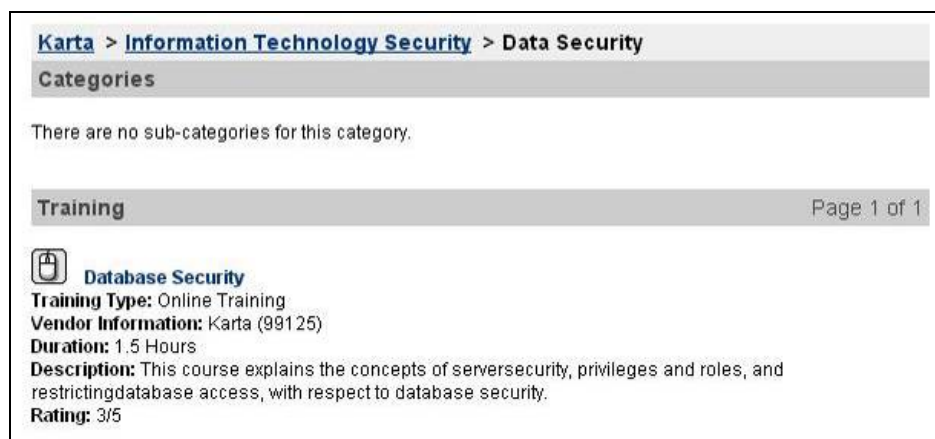 Karta > Information Technology Security > Data Security
Categories
There are no sub-categories for this category.
Training Page 1 of 1
Database Security
Training Type: Online Training
Vendor Information: Karta (99125)
Duration: 1.5 Hours
Description: This course explains the concepts of serversecurity, privileges and roles, and
restrictingdatabase access, with respect to database security.
Rating: 3/5